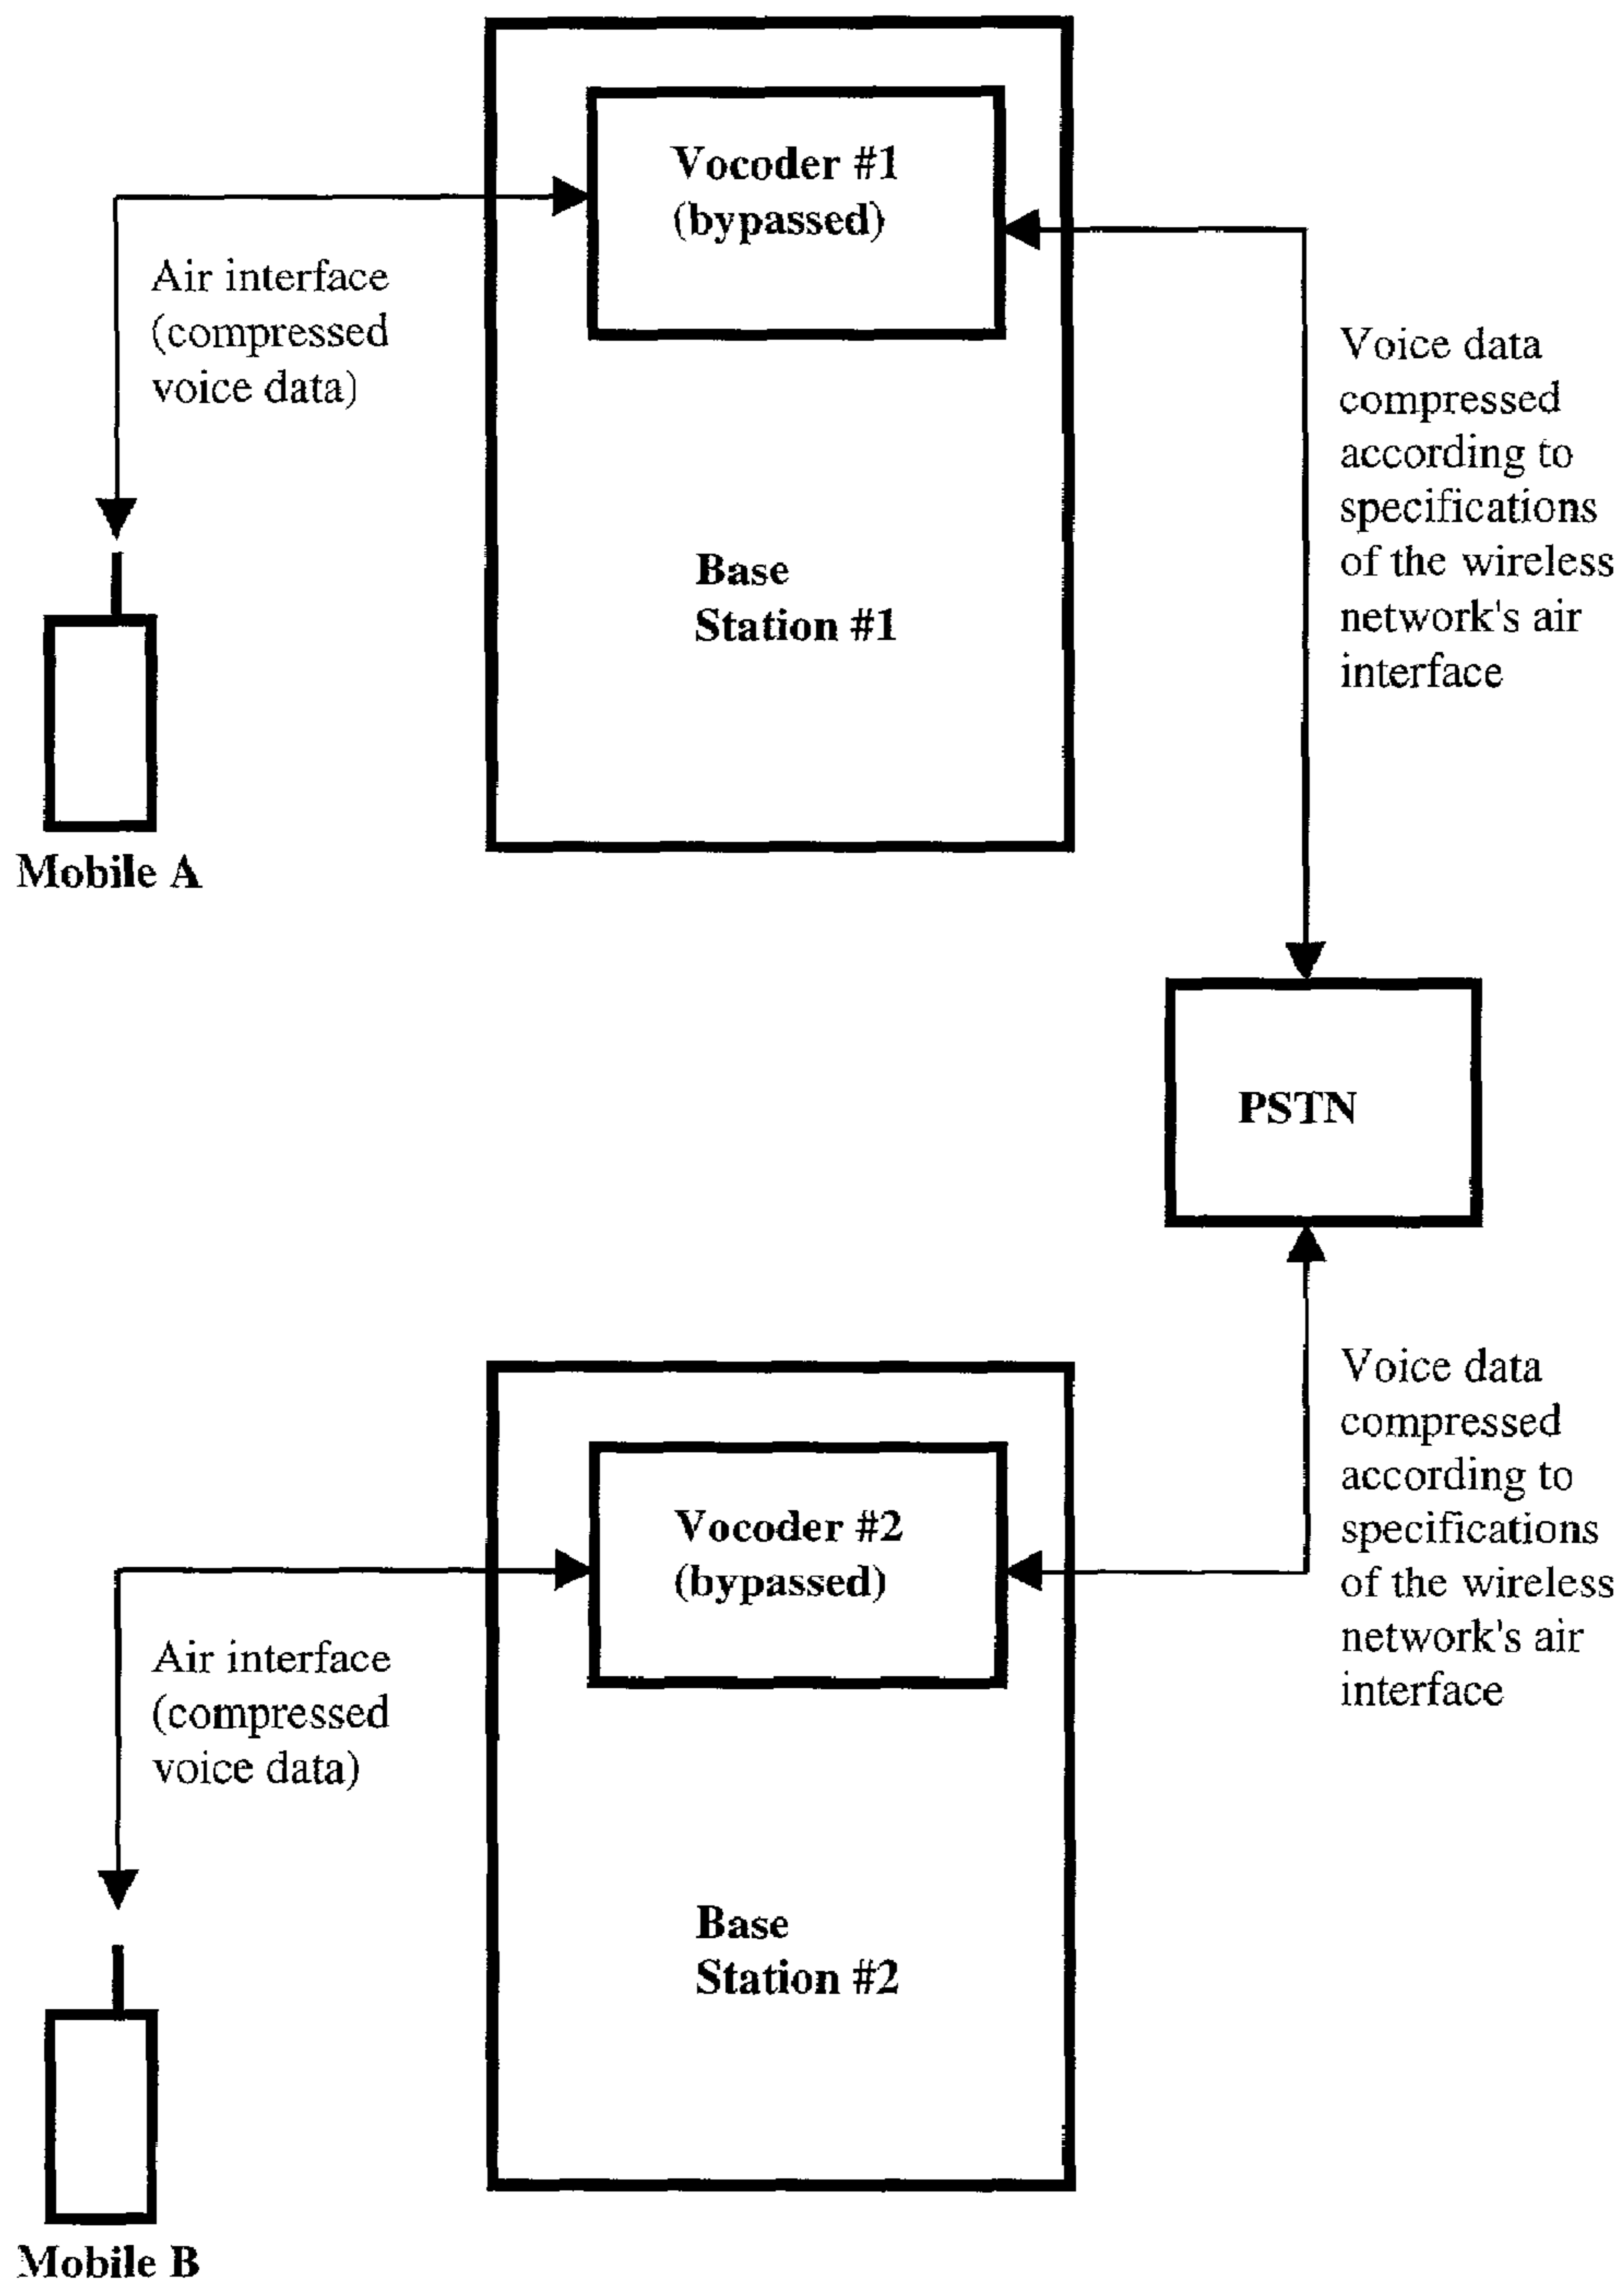 Vocoder #1
(bypassed)
Air interface
(compressed
voice data)
Voice data
compressed
according to
specifications
of the wireless
network's air
interface
Base
Station #1
Mobile A
PSTN
Voice data
compressed
according to
specifications
of the wireless
network's air
interface
Vocoder #2
(bypassed)
Air interface
(compressed
voice data)
Base
Station #2
Mobile B